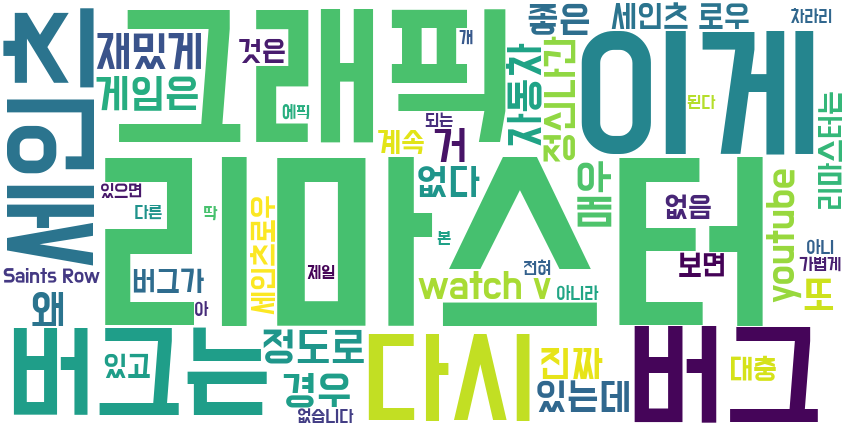 그래픽
이게
세인츠
재밌게
것은
개
좋은
세인츠 로우
차라리
게임은
에픽
되는
계속
거
자동차
정신나간
된다
리마스터는
리마스터
있으면
다른
딱
없다
매우
없음
youtube
세인츠로우
본
Saints Row
버그가
제일
전혀
보면
아니
가볍게
왜
아
watch v
아니라
또
버그는
있고
정도로
경우
없습니다
다시
진짜
있는데
버그
대충